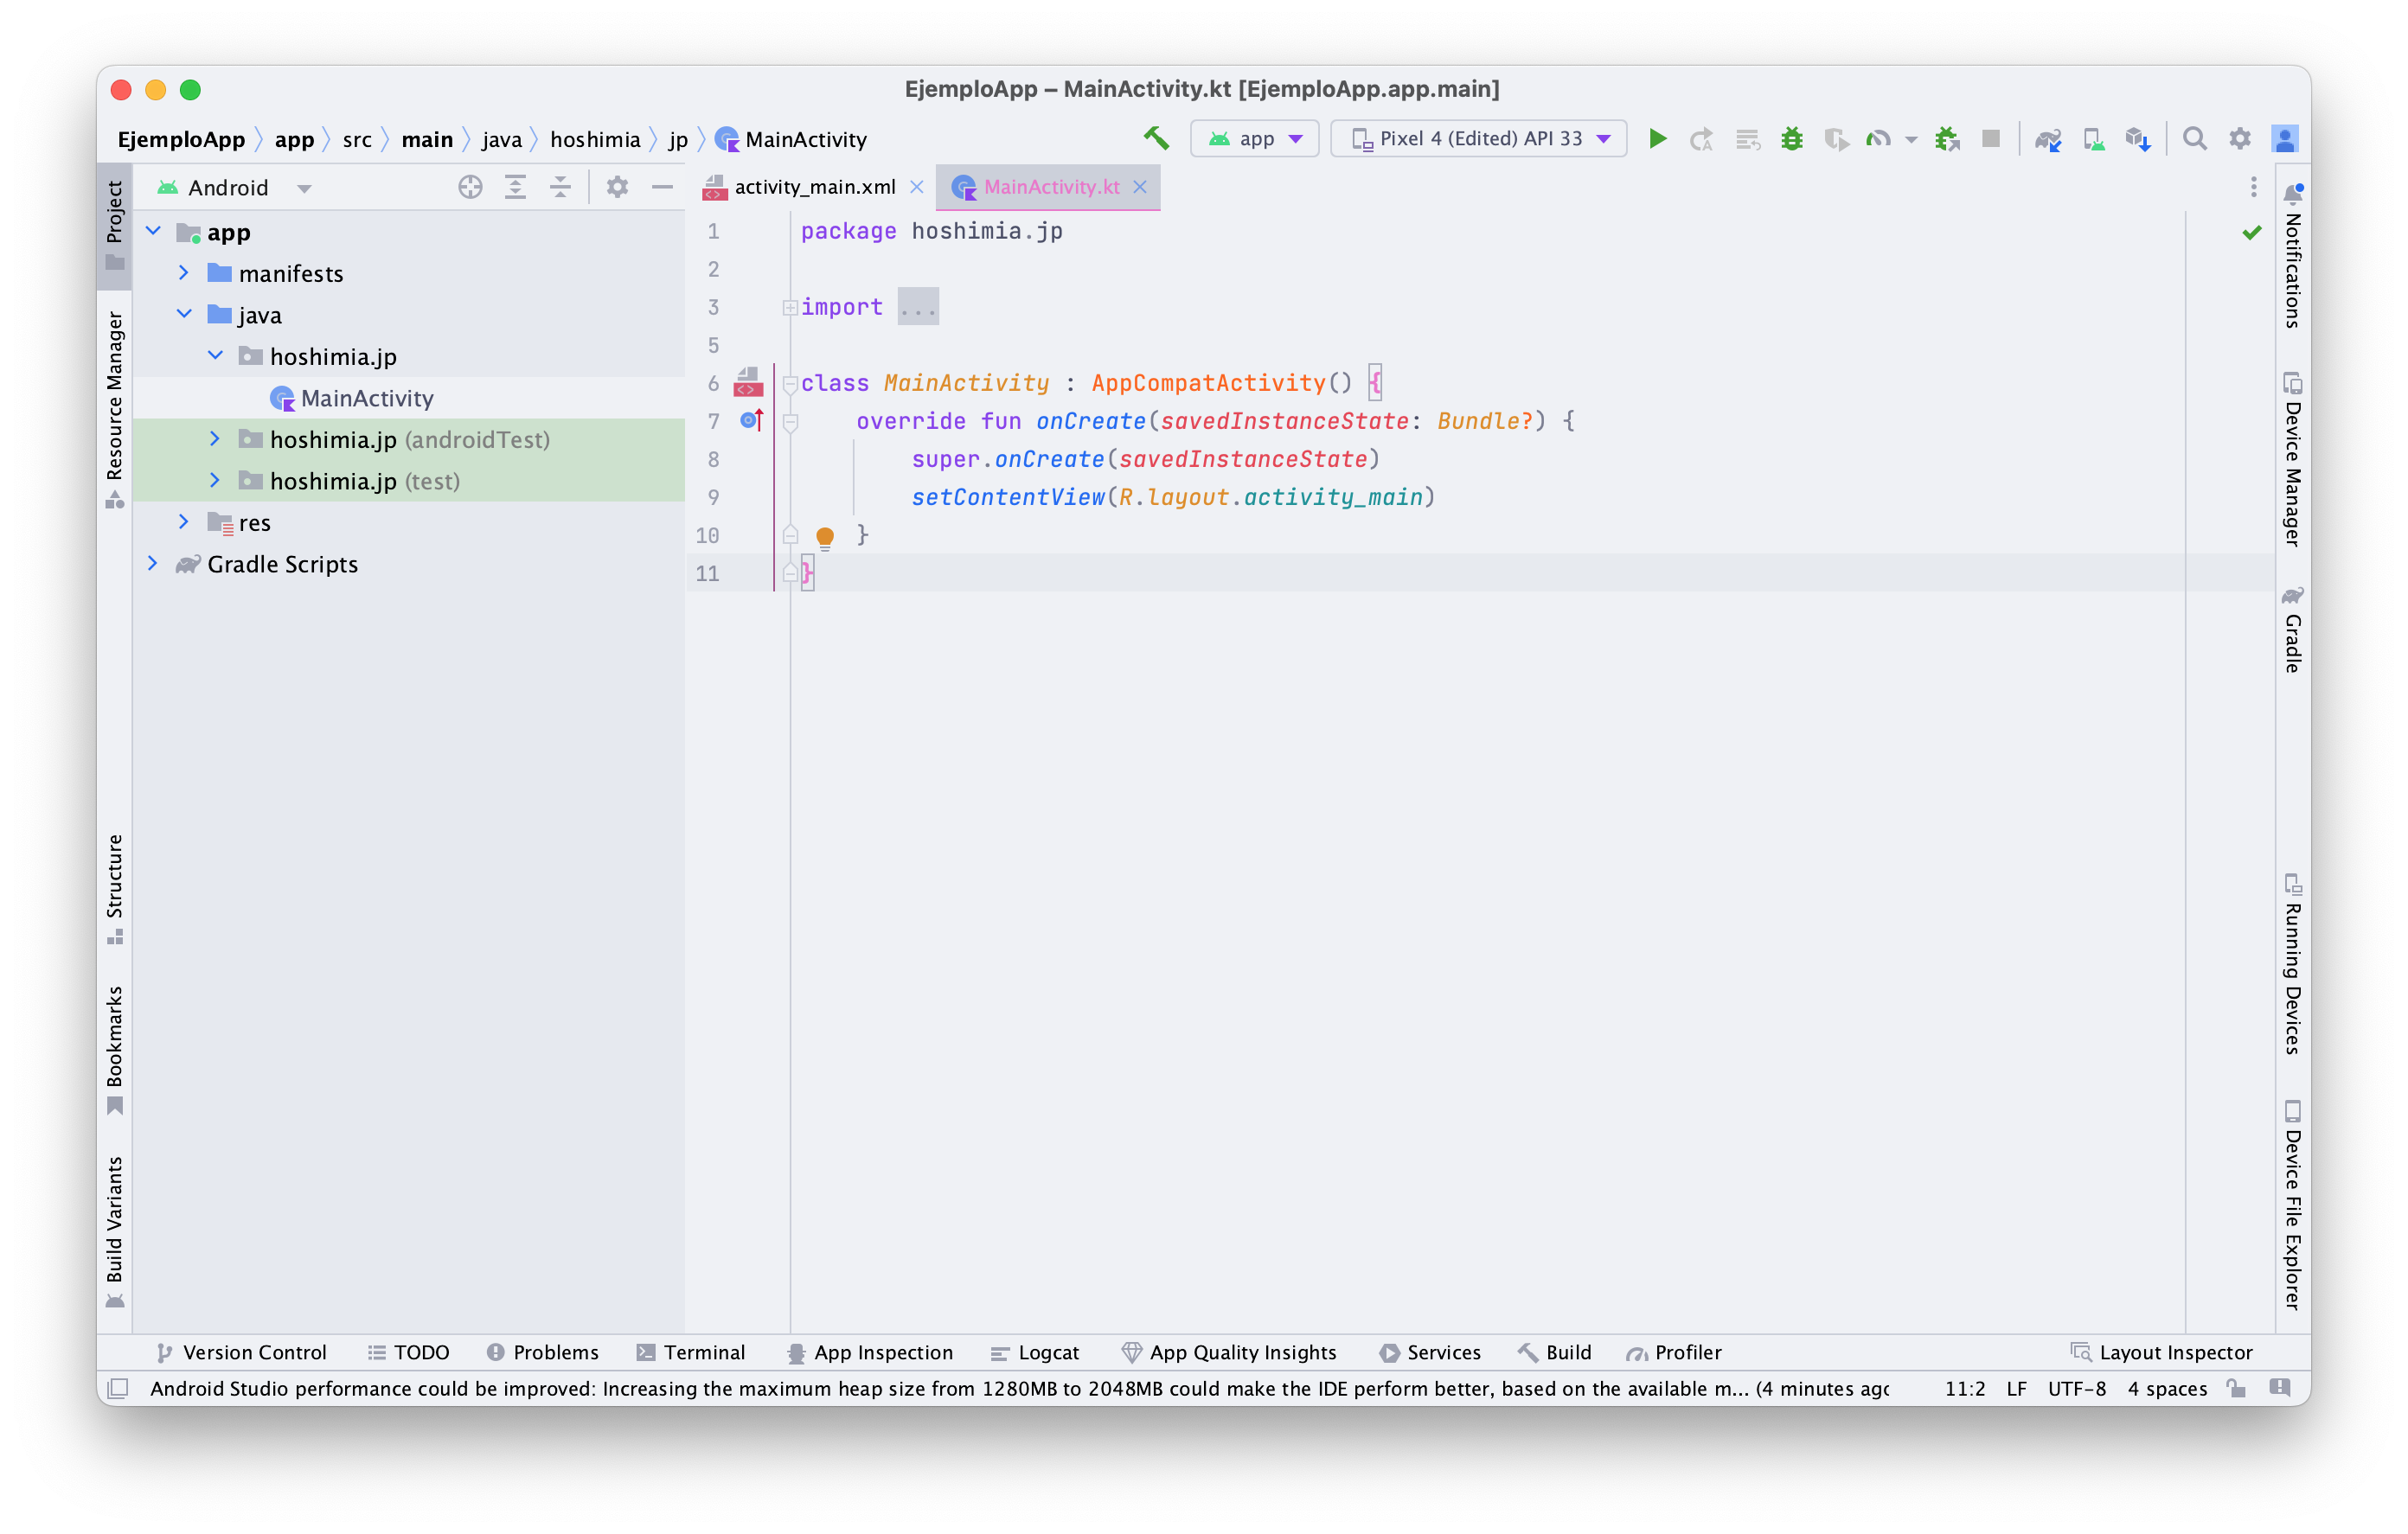 EjemploApp – MainActivity.kt [EjemploApp.app.main]
EjemploApp app src main java hoshimia jp MainActivity
app Pixel 4 (Edited) API 33
Project
Resource Manager
Structure
Bookmarks
Build Variants
Android
app
manifests
java
hoshimia.jp
MainActivity
hoshimia.jp (androidTest)
hoshimia.jp (test)
res
Gradle Scripts
activity_main.xml MainActivity.kt
1 package hoshimia.jp
2
3 import ...
5
6 class MainActivity : AppCompatActivity() {
7 override fun onCreate(savedInstanceState: Bundle?) {
8 super.onCreate(savedInstanceState)
9 setContentView(R.layout.activity_main)
10 }
11 }
Notifications
Device Manager
Gradle
Running Devices
Device File Explorer
Version Control TODO Problems Terminal App Inspection Logcat App Quality Insights Services Build Profiler Layout Inspector
Android Studio performance could be improved: Increasing the maximum heap size from 1280MB to 2048MB could make the IDE perform better, based on the available m... (4 minutes agc 11:2 LF UTF-8 4 spaces